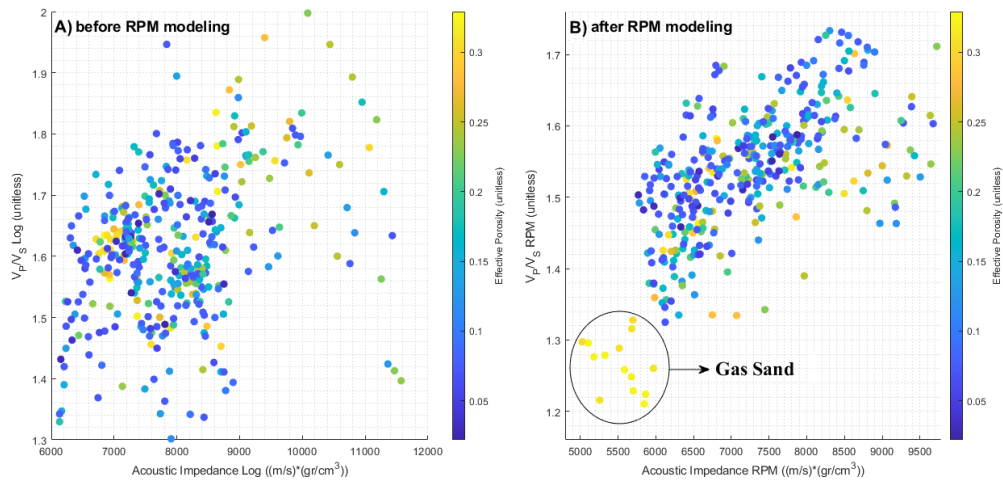 A) before RPM modeling
2
1.9
1.8
1.7
1.6
1.5
1.4
1.3
V_P/V_S Log (unitless)
6000 7000 8000 9000 10000 11000 12000
Acoustic Impedance Log ((m/s)*(gr/cm³))
0.3
0.25
0.2
0.15
0.1
0.05
Effective Porosity (unitless)
B) after RPM modeling
1.7
1.6
1.5
1.4
1.3
1.2
V_P/V_S RPM (unitless)
Gas Sand
5000 5500 6000 6500 7000 7500 8000 8500 9000 9500
Acoustic Impedance RPM ((m/s)*(gr/cm³))
0.3
0.25
0.2
0.15
0.1
0.05
Effective Porosity (unitless)